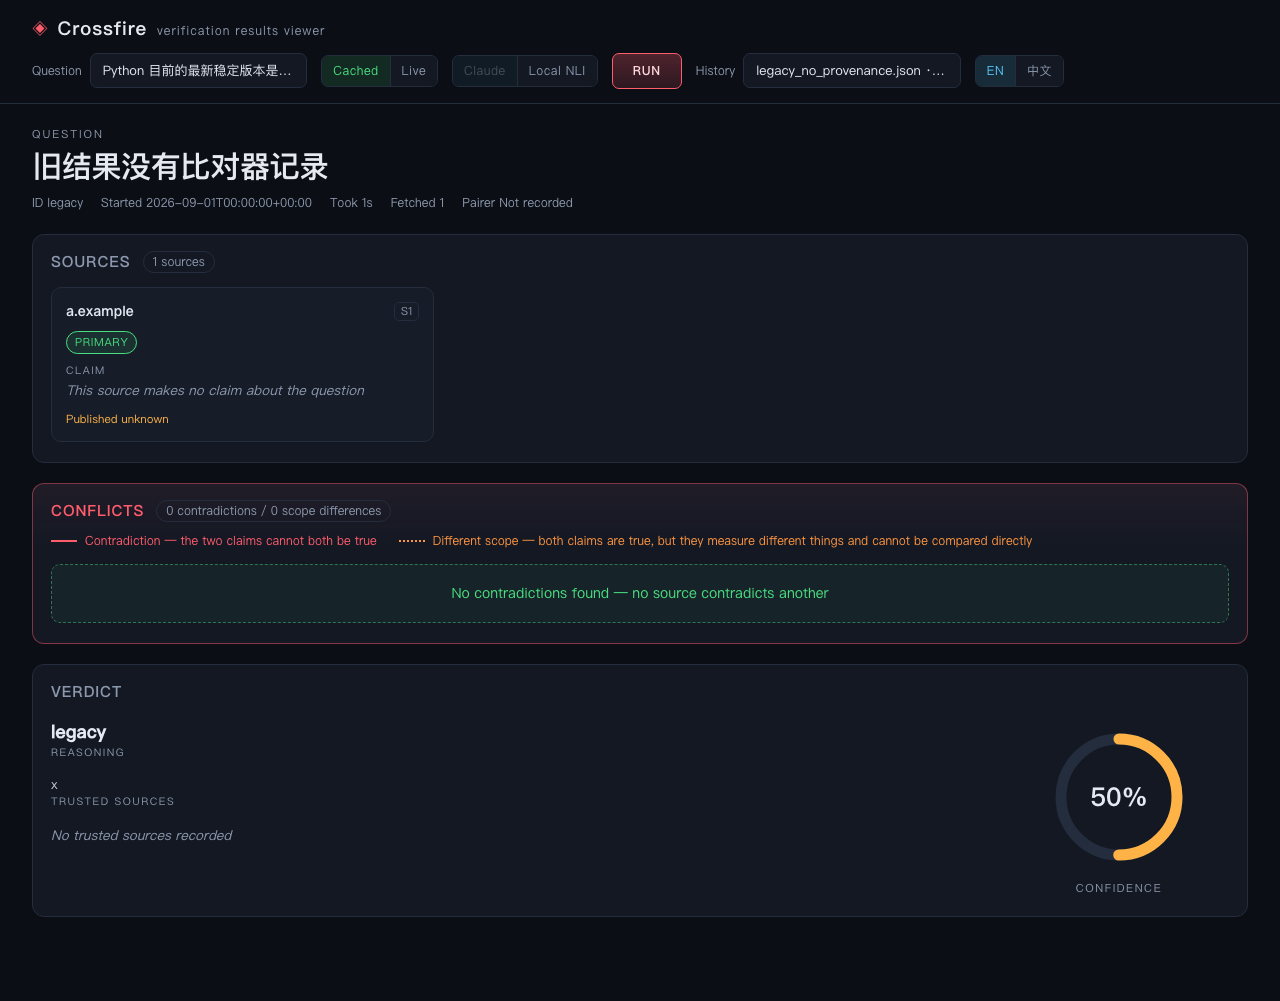 Crossfire verification results viewer
Question Python 目前的最新稳定版本是… Cached Live Claude Local NLI RUN History legacy_no_provenance.json ·… EN 中文
QUESTION
旧结果没有比对器记录
ID legacy Started 2026-09-01T00:00:00+00:00 Took 1s Fetched 1 Pairer Not recorded
SOURCES 1 sources
a.example S1
PRIMARY
CLAIM
This source makes no claim about the question
Published unknown
CONFLICTS 0 contradictions / 0 scope differences
Contradiction — the two claims cannot both be true Different scope — both claims are true, but they measure different things and cannot be compared directly
No contradictions found — no source contradicts another
VERDICT
legacy
REASONING
x
TRUSTED SOURCES
No trusted sources recorded
50%
CONFIDENCE